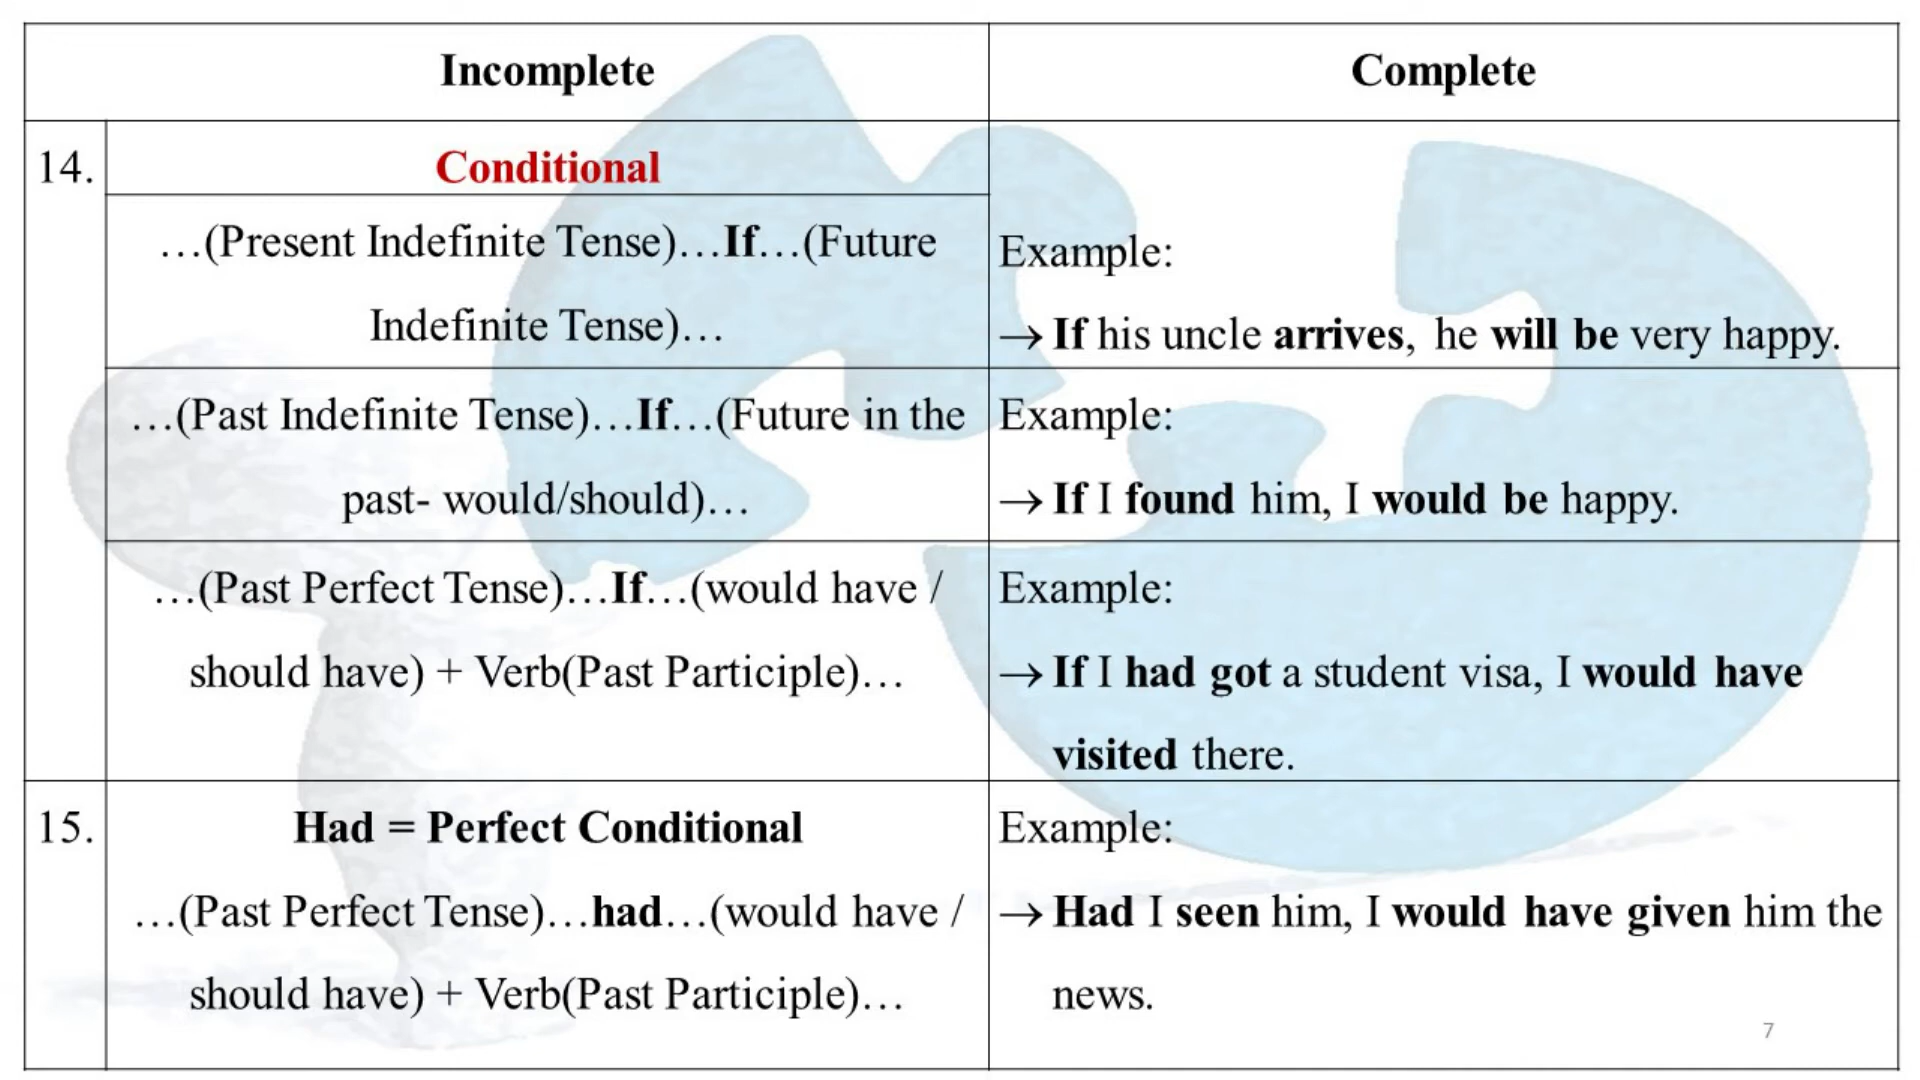 Incomplete
Complete
14.
Conditional
…(Present Indefinite Tense)…If…(Future
Indefinite Tense)…
Example:
→ If his uncle arrives, he will be very happy.
…(Past Indefinite Tense)…If…(Future in the
past- would/should)…
Example:
→ If I found him, I would be happy.
…(Past Perfect Tense)…If…(would have /
should have) + Verb(Past Participle)…
Example:
→ If I had got a student visa, I would have
visited there.
15.
Had = Perfect Conditional
…(Past Perfect Tense)…had…(would have /
should have) + Verb(Past Participle)…
Example:
→ Had I seen him, I would have given him the
news.
7